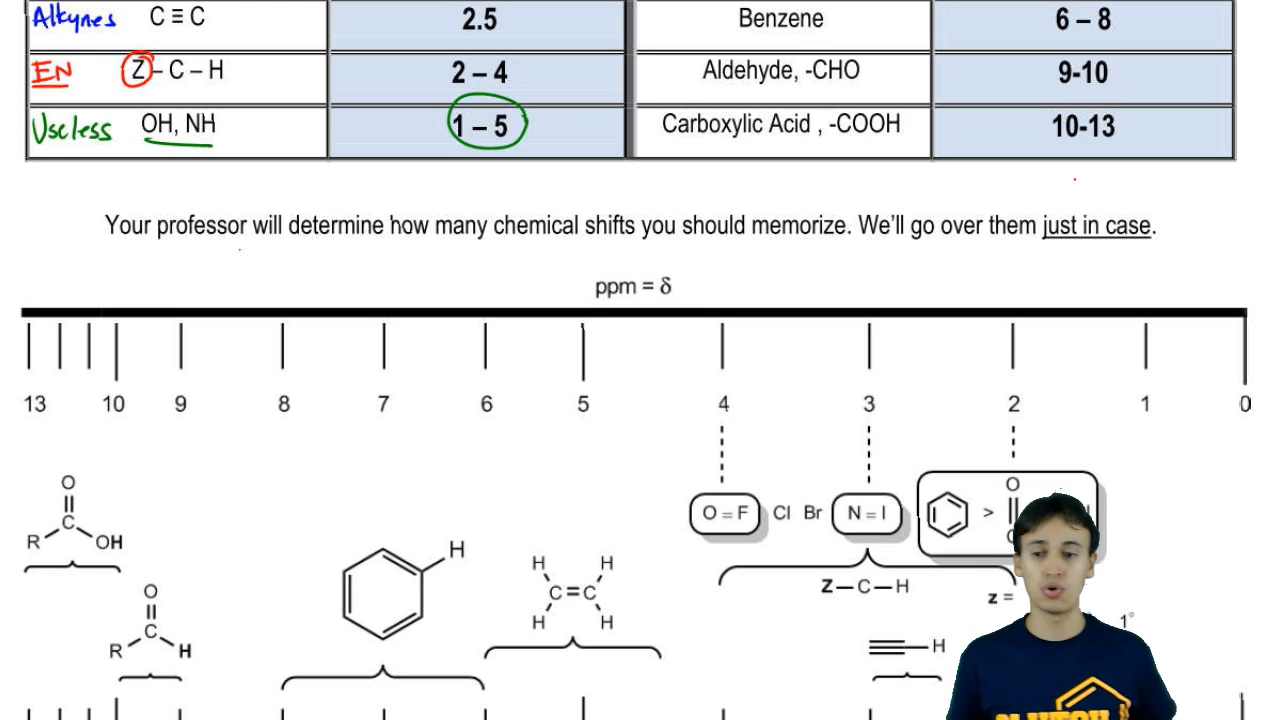 Alkynes C ≡ C 2.5 Benzene 6 – 8
EN Z – C – H 2 – 4 Aldehyde, -CHO 9-10
Useless OH, NH 1 – 5 Carboxylic Acid , -COOH 10-13
Your professor will determine how many chemical shifts you should memorize. We'll go over them just in case.
ppm = δ
13 10 9 8 7 6 5 4 3 2 1 0
O
O = F Cl Br N = I >
O
C
R OH
H
H H
C=C
H H
Z—C—H
z =
O
C
R H
1°
H
CLUTCH